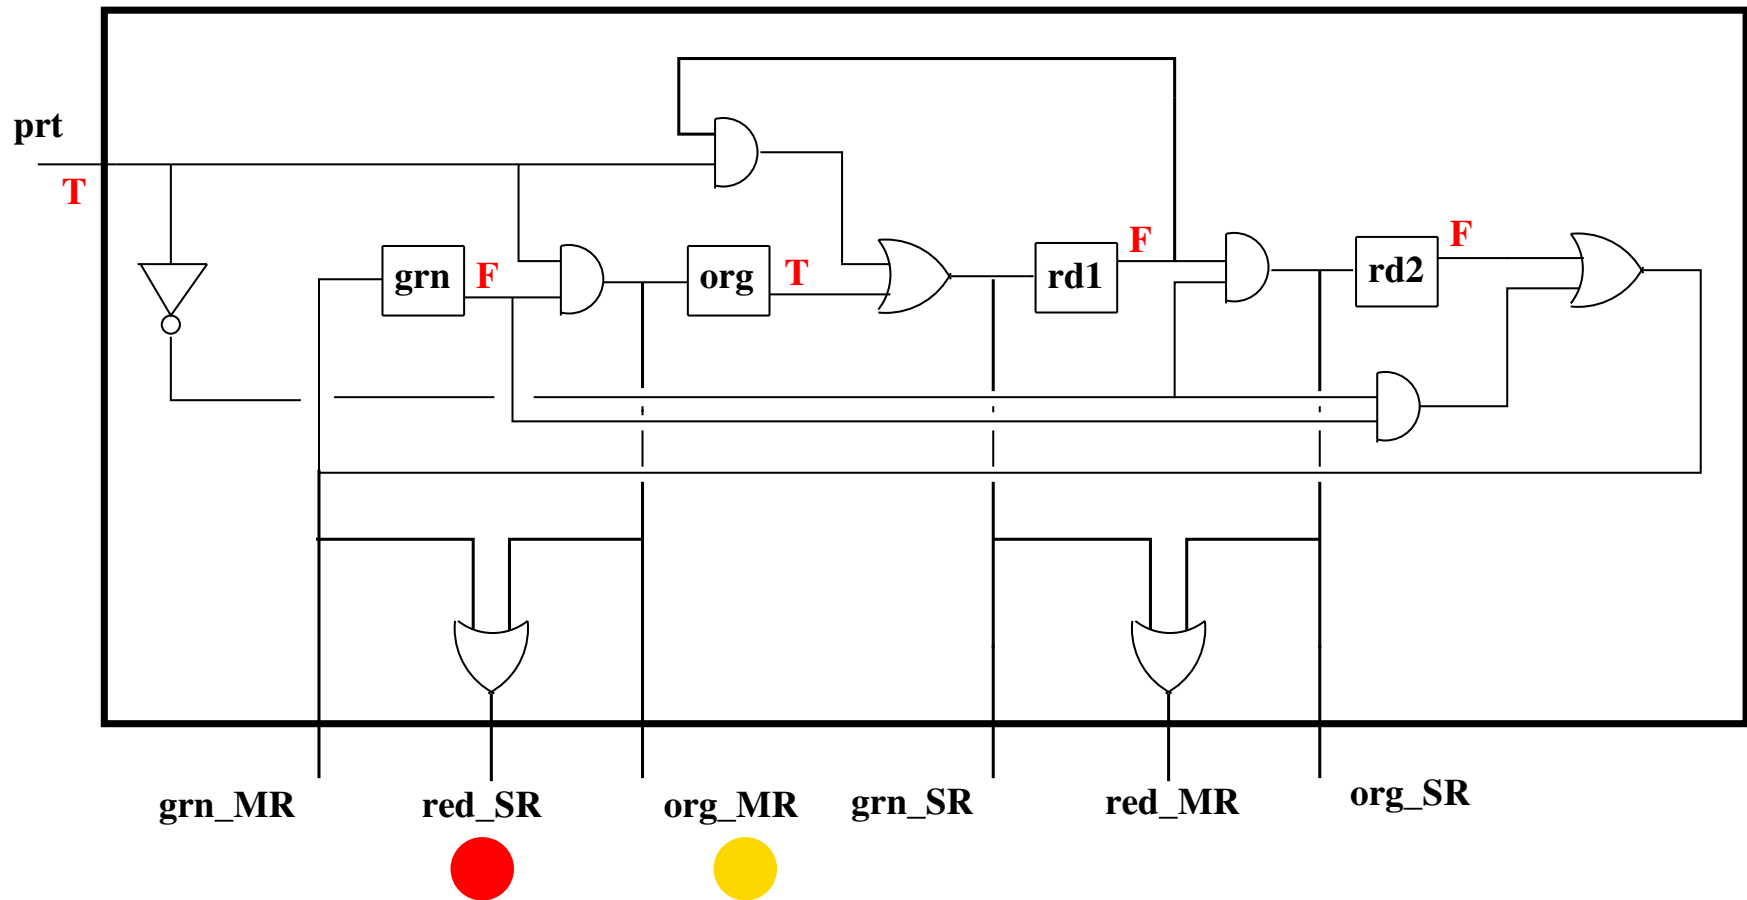 prt
T
grn
F
org
T
rd1
F
rd2
F
grn_MR
red_SR
org_MR
grn_SR
red_MR
org_SR